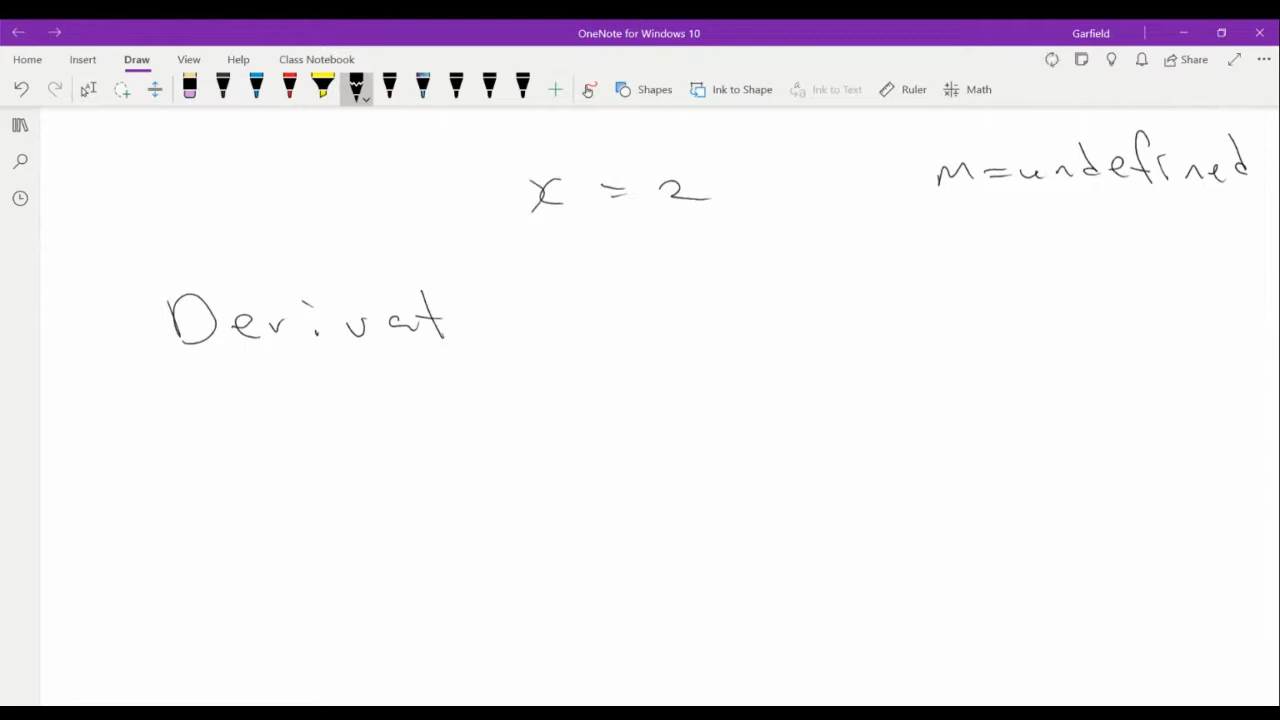 OneNote for Windows 10
Garfield
Home Insert Draw View Help Class Notebook
Share
Shapes Ink to Shape Ink to Text Ruler Math
m=undefined
x = 2
Derivat